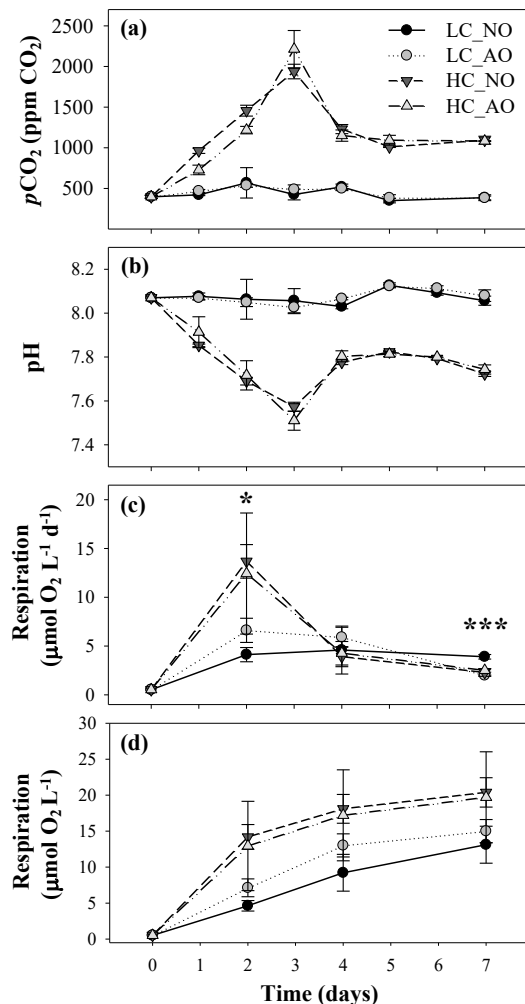 (a)
LC_NO
LC_AO
HC_NO
HC_AO
pCO₂ (ppm CO₂)
2500
2000
1500
1000
500
(b)
pH
8.2
8.0
7.8
7.6
7.4
(c)
Respiration
(µmol O₂ L⁻¹ d⁻¹)
20
15
10
5
0
*
***
(d)
Respiration
(µmol O₂ L⁻¹)
30
25
20
15
10
5
0
0 1 2 3 4 5 6 7
Time (days)